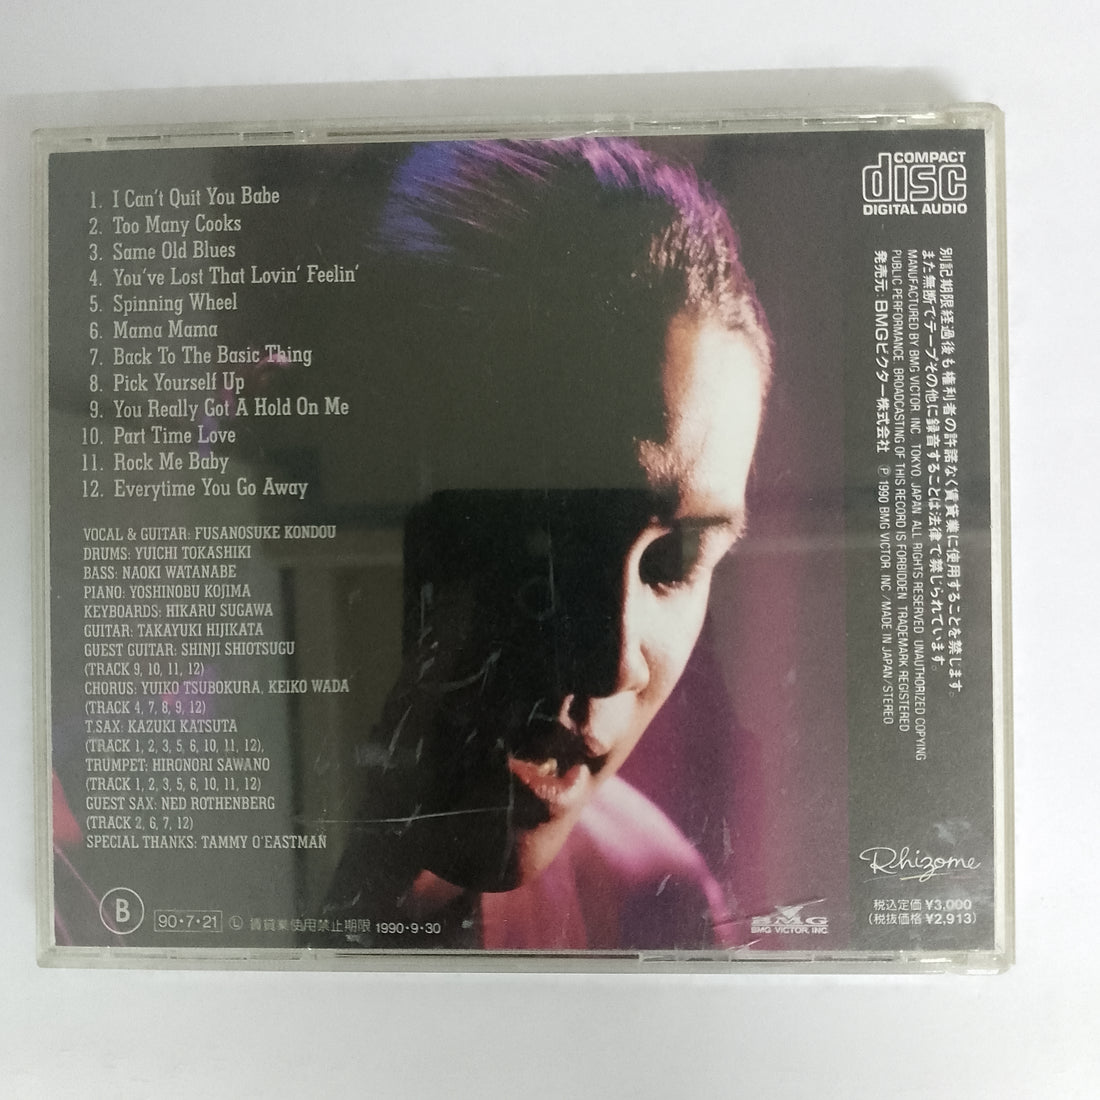 1. I Can't Quit You Babe
2. Too Many Cooks
3. Same Old Blues
4. You've Lost That Lovin' Feelin'
5. Spinning Wheel
6. Mama Mama
7. Back To The Basic Thing
8. Pick Yourself Up
9. You Really Got A Hold On Me
10. Part Time Love
11. Rock Me Baby
12. Everytime You Go Away
VOCAL & GUITAR: FUSANOSUKE KONDOU
DRUMS: YUICHI TOKASHIKI
BASS: NAOKI WATANABE
PIANO: YOSHINOBU KOJIMA
KEYBOARDS: HIKARU SUGAWA
GUITAR: TAKAYUKI HIJIKATA
GUEST GUITAR: SHINJI SHIOTSUGU
(TRACK 9, 10, 11, 12)
CHORUS: YUIKO TSUBOKURA, KEIKO WADA
(TRACK 4, 7, 8, 9, 12)
T.SAX: KAZUKI KATSUTA
(TRACK 1, 2, 3, 5, 6, 10, 11, 12),
TRUMPET: HIRONORI SAWANO
(TRACK 1, 2, 3, 5, 6, 10, 11, 12)
GUEST SAX: NED ROTHENBERG
(TRACK 2, 6, 7, 12)
SPECIAL THANKS: TAMMY O'EASTMAN
B 90・7・21 Ⓛ 賃貸業使用禁止期限 1990・9・30
COMPACT
disc
DIGITAL AUDIO
別記期限経過後も権利者の許諾なく賃貸業に使用することを禁じます。
また無断でテープその他に録音することは法律で禁じられています。
MANUFACTURED BY BMG VICTOR, INC. TOKYO, JAPAN. ALL RIGHTS RESERVED. UNAUTHORIZED COPYING
PUBLIC PERFORMANCE. BROADCASTING OF THIS RECORD IS FORBIDDEN. TRADEMARK REGISTERED
発売元：BMGビクター株式会社 Ⓟ 1990 BMG VICTOR, INC./MADE IN JAPAN/STEREO
Rhizome
BMG
BMG VICTOR, INC.
税込定価 ¥3,000
(税抜価格 ¥2,913)